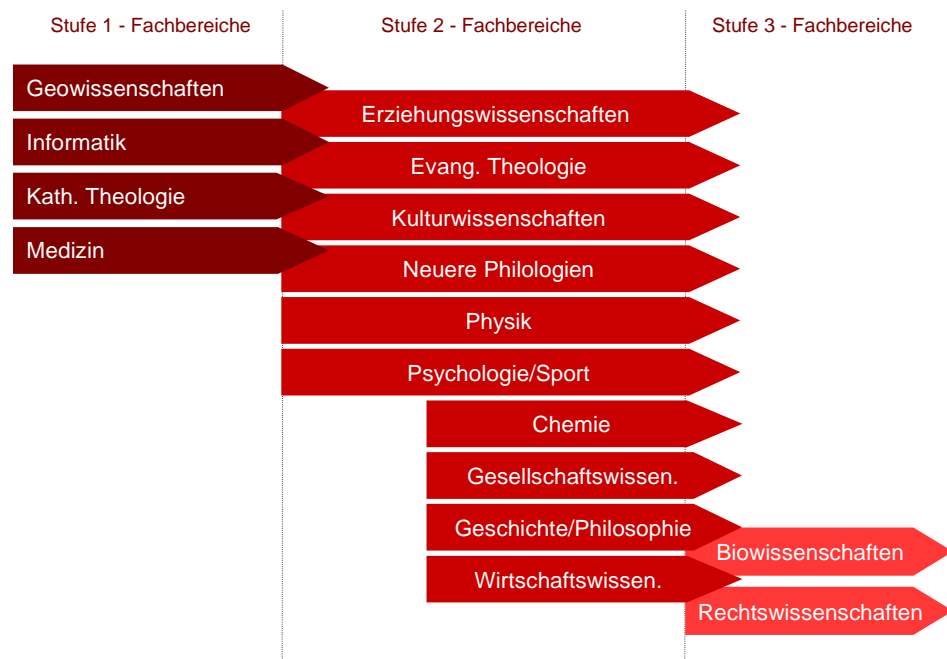 Stufe 1 - Fachbereiche
Stufe 2 - Fachbereiche
Stufe 3 - Fachbereiche
Geowissenschaften
Informatik
Kath. Theologie
Medizin
Erziehungswissenschaften
Evang. Theologie
Kulturwissenschaften
Neuere Philologien
Physik
Psychologie/Sport
Chemie
Gesellschaftswissen.
Geschichte/Philosophie
Wirtschaftswissen.
Biowissenschaften
Rechtswissenschaften